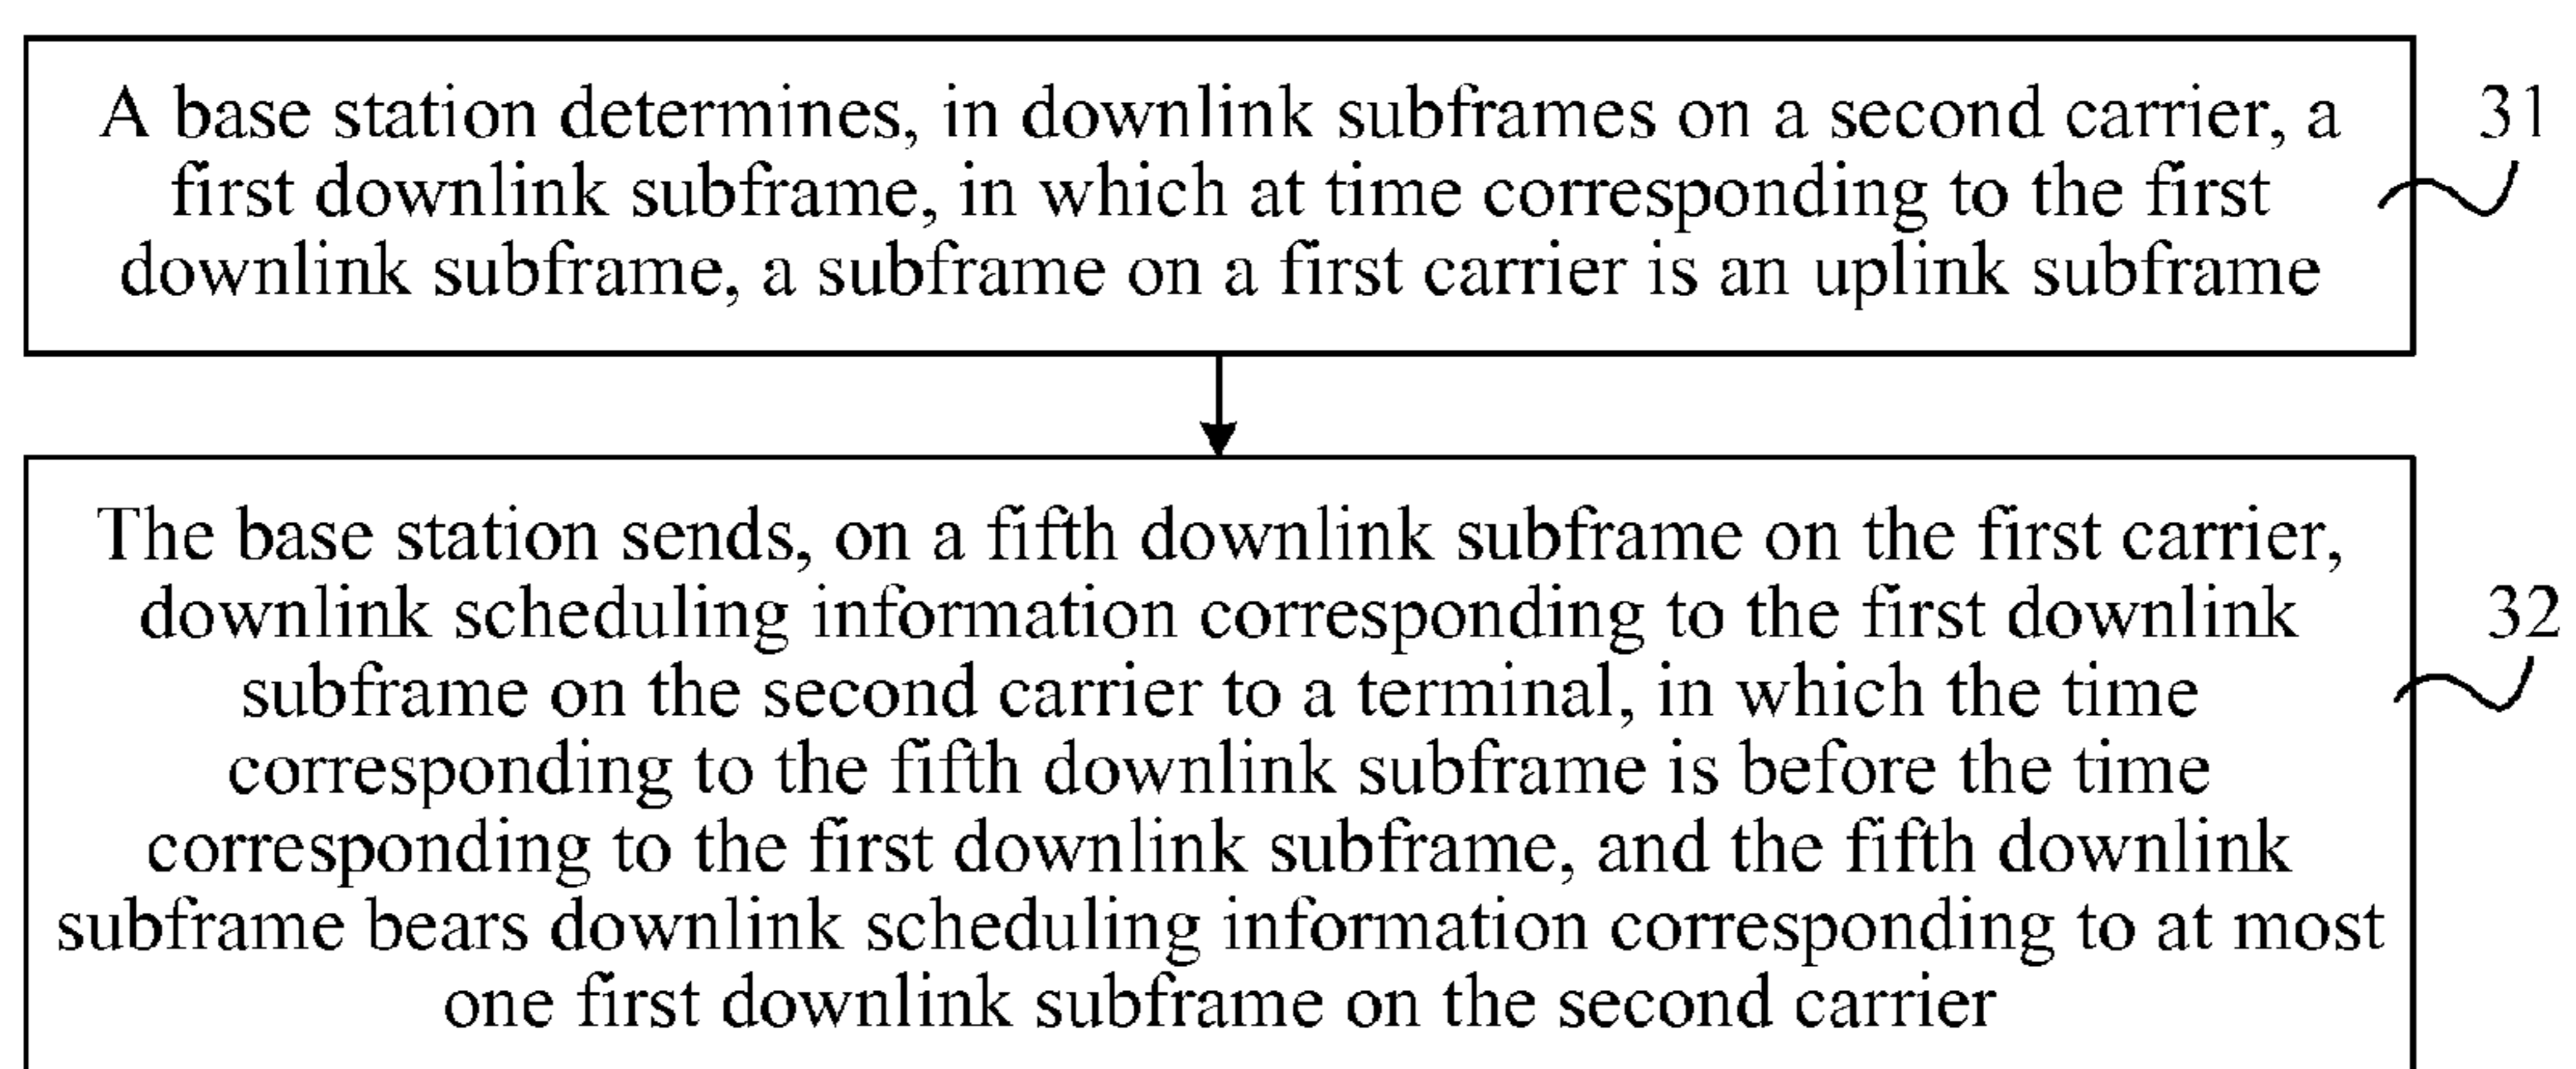 A base station determines, in downlink subframes on a second carrier, a
first downlink subframe, in which at time corresponding to the first
downlink subframe, a subframe on a first carrier is an uplink subframe
31
The base station sends, on a fifth downlink subframe on the first carrier,
downlink scheduling information corresponding to the first downlink
subframe on the second carrier to a terminal, in which the time
corresponding to the fifth downlink subframe is before the time
corresponding to the first downlink subframe, and the fifth downlink
subframe bears downlink scheduling information corresponding to at most
one first downlink subframe on the second carrier
32